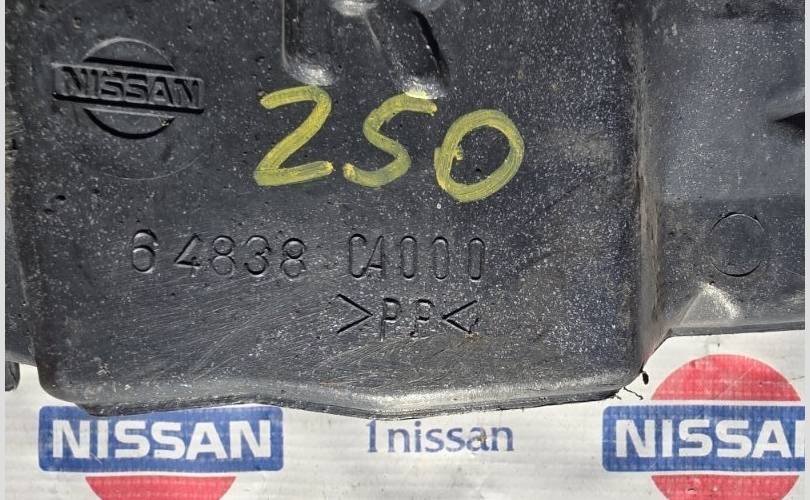 NISSAN
250
64838 CA000
>PP<
NISSAN
1nissan
NISSAN